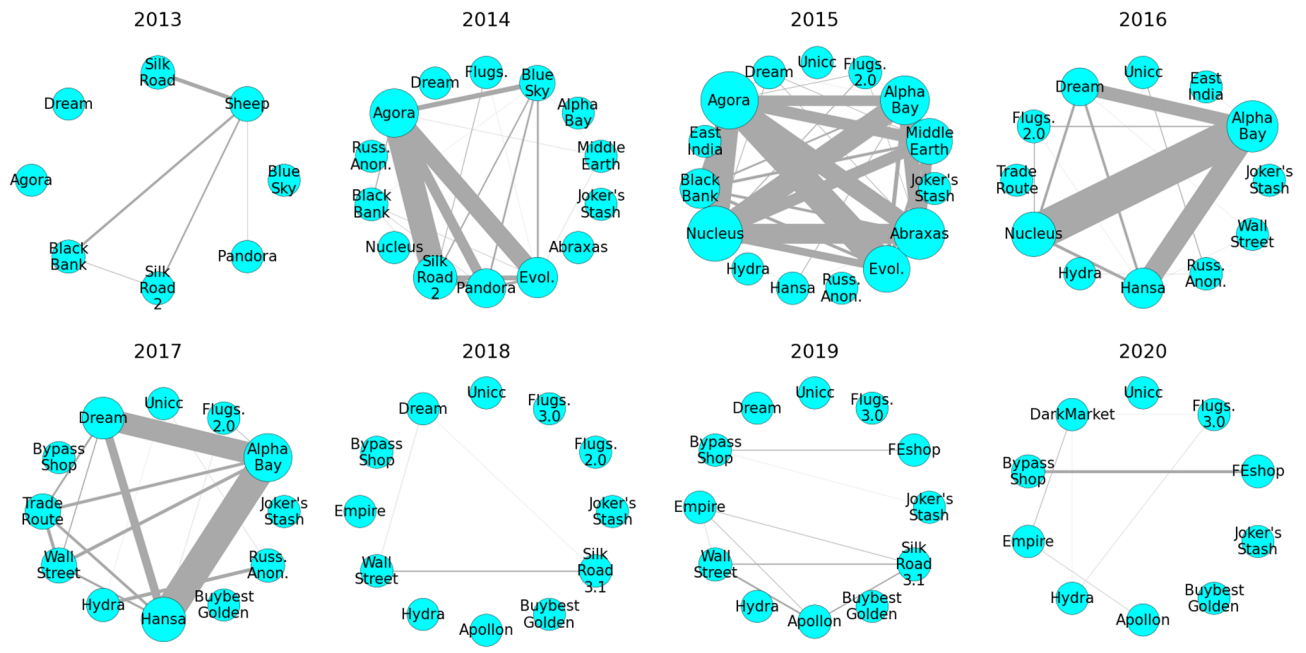 2013
2014
2015
2016
Silk
Road
Dream
Sheep
Agora
Blue
Sky
Black
Bank
Pandora
Silk
Road
2
Dream
Flugs.
Blue
Sky
Agora
Alpha
Bay
Russ.
Anon.
Middle
Earth
Black
Bank
Joker's
Stash
Nucleus
Abraxas
Silk
Road
2
Pandora
Evol.
Dream
Unicc
Flugs.
2.0
Agora
Alpha
Bay
East
India
Middle
Earth
Black
Bank
Joker's
Stash
Nucleus
Abraxas
Hydra
Evol.
Hansa
Russ.
Anon.
Dream
Unicc
East
India
Flugs.
2.0
Alpha
Bay
Trade
Route
Joker's
Stash
Nucleus
Wall
Street
Hydra
Russ.
Anon.
Hansa
2017
2018
2019
2020
Dream
Unicc
Flugs.
2.0
Bypass
Shop
Alpha
Bay
Trade
Route
Joker's
Stash
Wall
Street
Russ.
Anon.
Hydra
Buybest
Golden
Hansa
Dream
Unicc
Flugs.
3.0
Bypass
Shop
Flugs.
2.0
Empire
Joker's
Stash
Wall
Street
Silk
Road
3.1
Hydra
Buybest
Golden
Apollon
Dream
Unicc
Flugs.
3.0
Bypass
Shop
FEshop
Empire
Joker's
Stash
Wall
Street
Silk
Road
3.1
Hydra
Buybest
Golden
Apollon
DarkMarket
Unicc
Flugs.
3.0
Bypass
Shop
FEshop
Empire
Joker's
Stash
Hydra
Buybest
Golden
Apollon